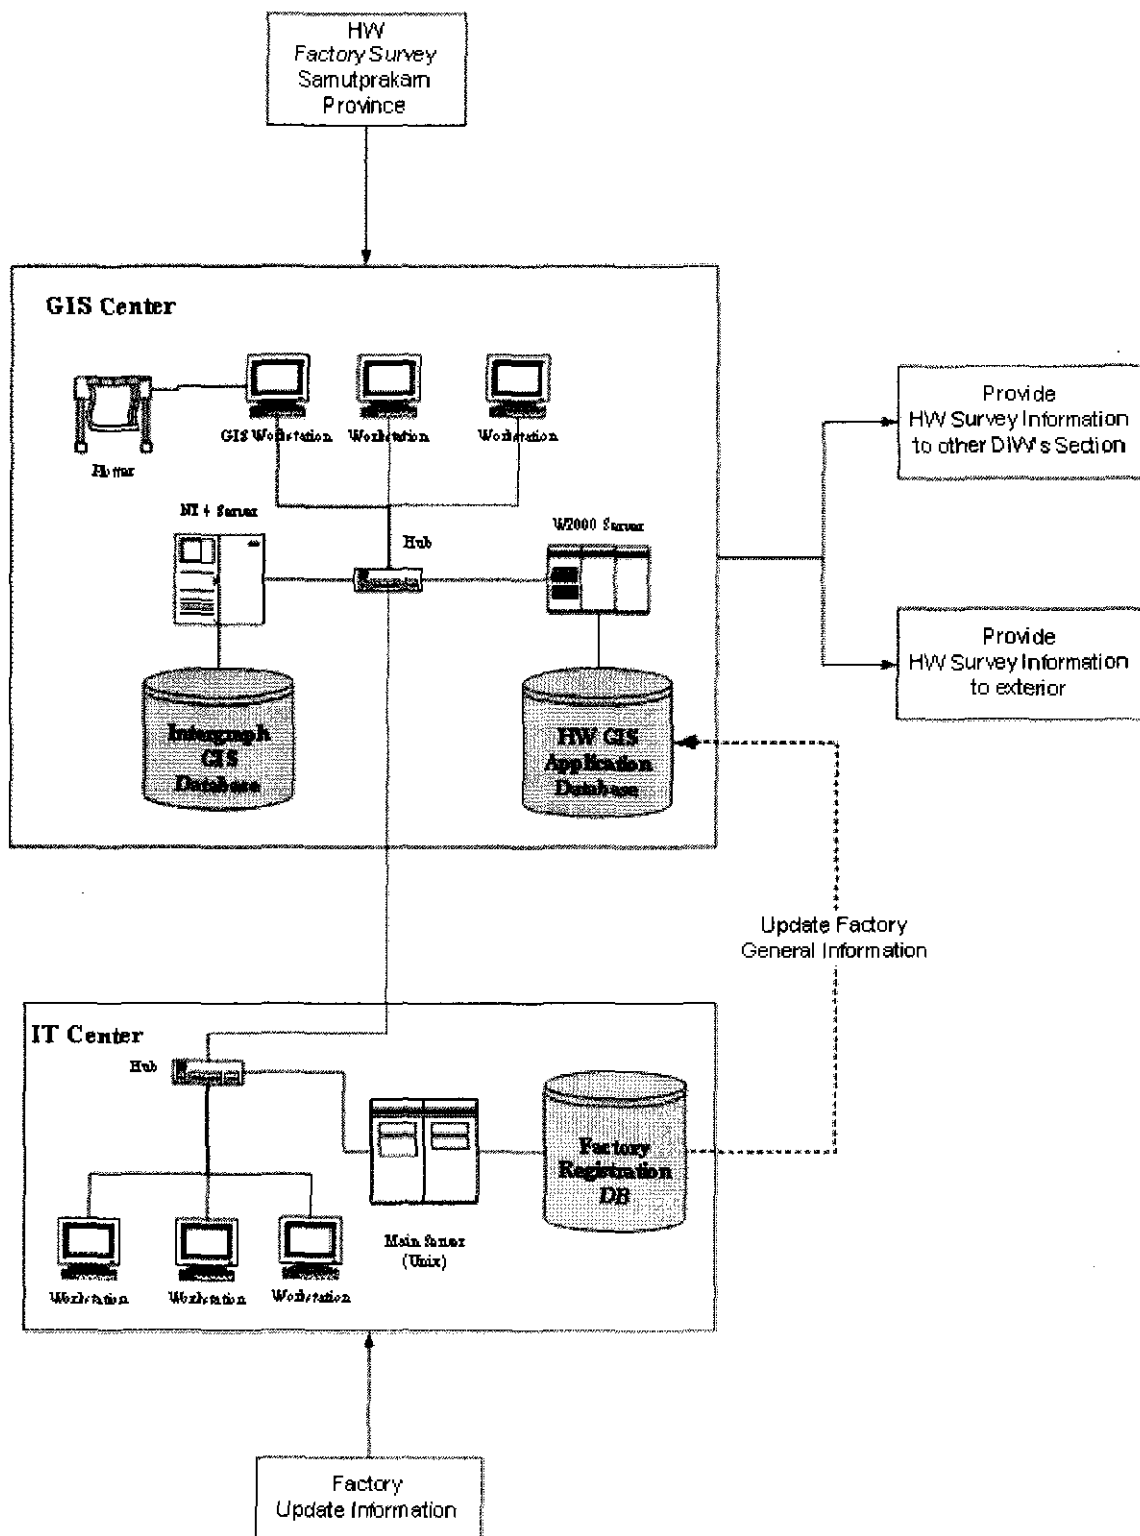 HW
Factory Survey
Samutprakarn
Province
GIS Center
GIS Workstation
Workstation
Workstation
Plotter
NT 4 Server
Hub
W2000 Server
Intergraph
GIS
Database
HW GIS
Application
Database
Provide
HW Survey Information
to other DIW's Section
Provide
HW Survey Information
to exterior
Update Factory
General Information
IT Center
Hub
Factory
Registration
DB
Main Server
(Unix)
Workstation
Workstation
Workstation
Factory
Update Information